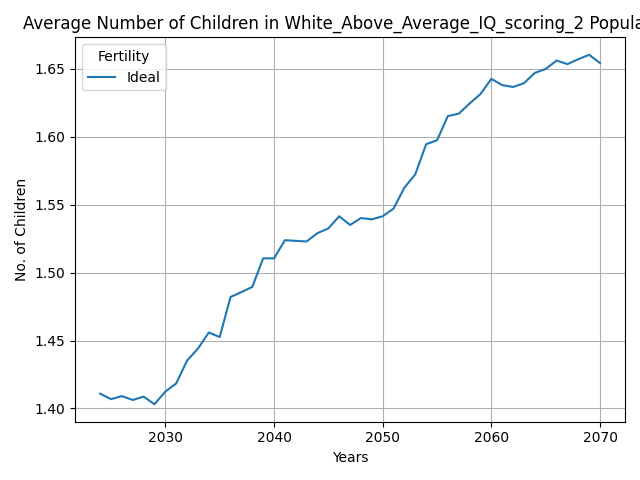 Average Number of Children in White_Above_Average_IQ_scoring_2 Popula
Fertility
Ideal
No. of Children
1.65
1.60
1.55
1.50
1.45
1.40
2030 2040 2050 2060 2070
Years